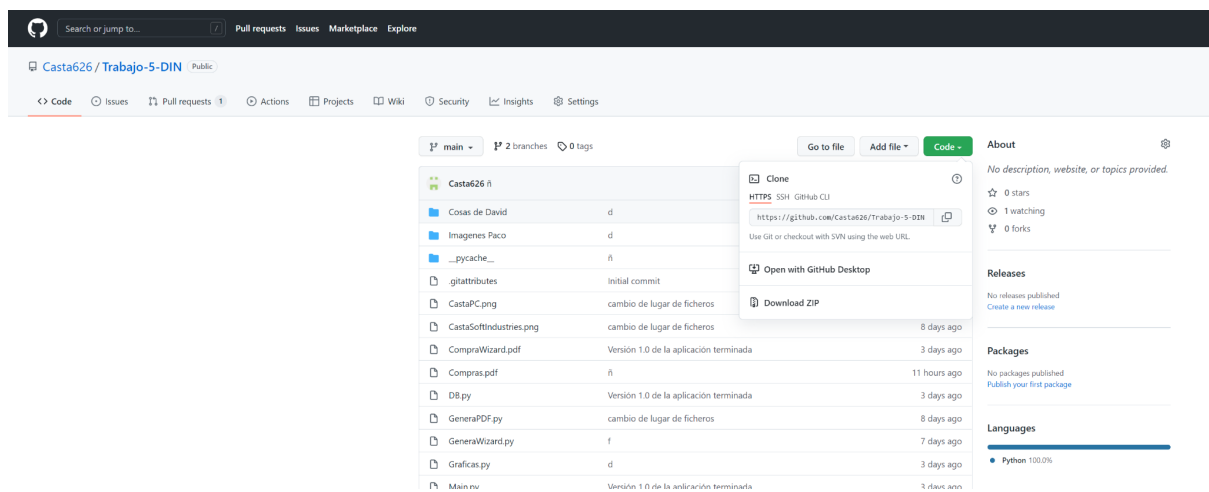 Search or jump to... / Pull requests Issues Marketplace Explore
Casta626 / Trabajo-5-DIN Public
<> Code Issues Pull requests 1 Actions Projects Wiki Security Insights Settings
main 2 branches 0 tags Go to file Add file Code
Casta626 ñ
Cosas de David d
Imagenes Paco d
__pycache__ ñ
.gitattributes Initial commit
CastaPC.png cambio de lugar de ficheros
CastaSoftIndustries.png cambio de lugar de ficheros 8 days ago
CompraWizard.pdf Versión 1.0 de la aplicación terminada 3 days ago
Compras.pdf ñ 11 hours ago
DB.py Versión 1.0 de la aplicación terminada 3 days ago
GeneraPDF.py cambio de lugar de ficheros 8 days ago
GeneraWizard.py f 7 days ago
Graficas.py d 3 days ago
Main.py Versión 1.0 de la aplicación terminada 3 days ago
Clone
HTTPS SSH GitHub CLI
https://github.com/Casta626/Trabajo-5-DIN
Use Git or checkout with SVN using the web URL.
Open with GitHub Desktop
Download ZIP
About
No description, website, or topics provided.
0 stars
1 watching
0 forks
Releases
No releases published
Create a new release
Packages
No packages published
Publish your first package
Languages
Python 100.0%